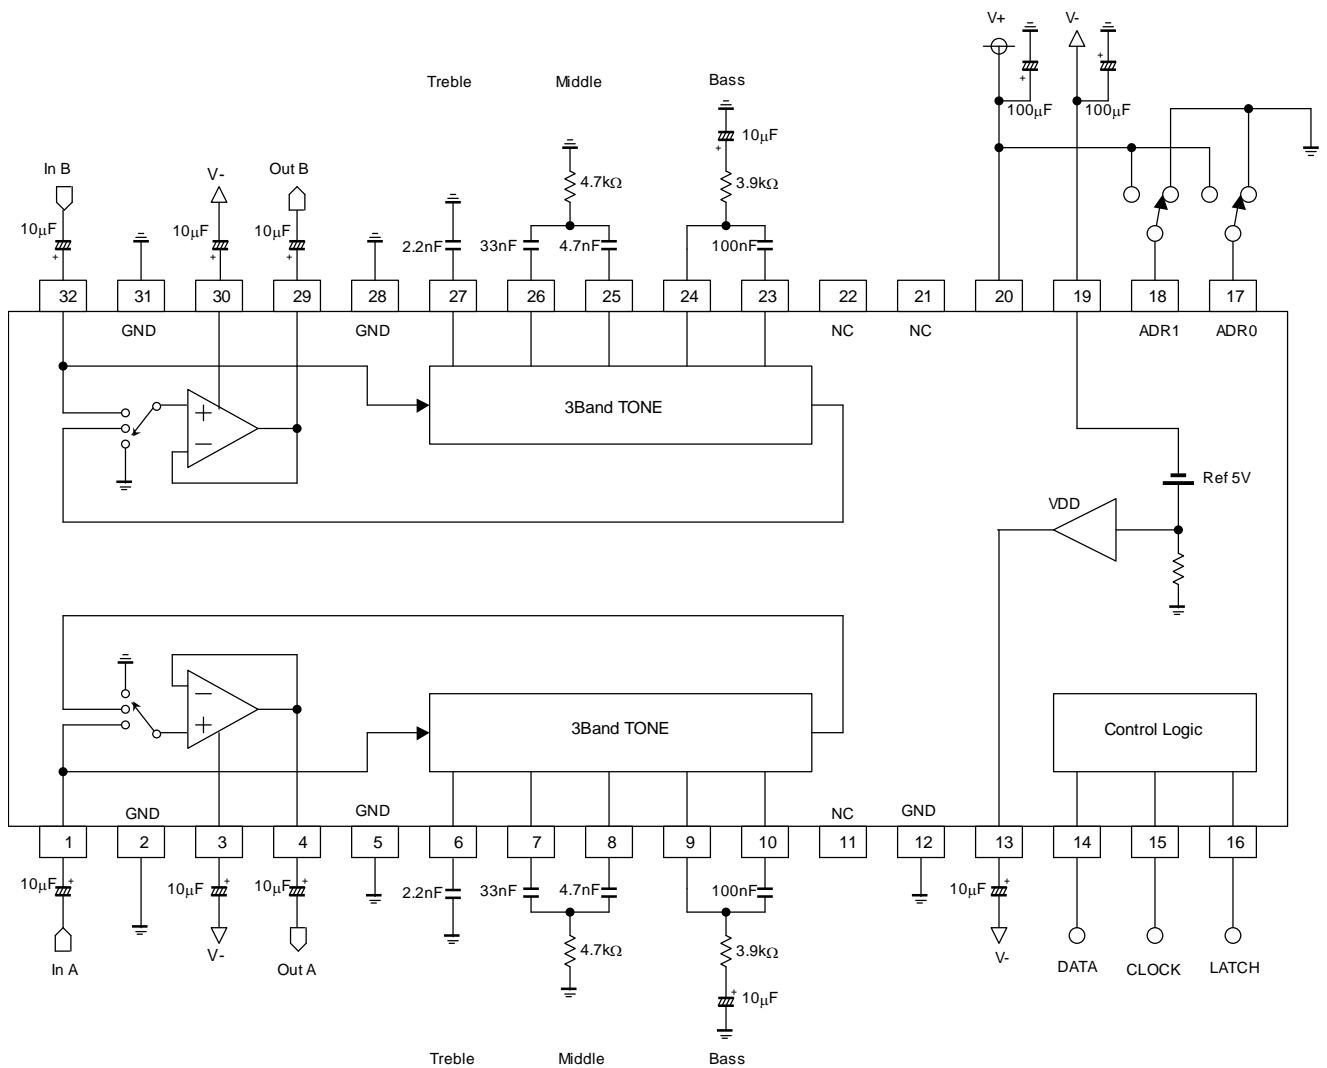 V+
V-
100µF
100µF
Treble
Middle
Bass
10µF
+
In B
V-
Out B
4.7kΩ
3.9kΩ
10µF
10µF
10µF
2.2nF
33nF
4.7nF
100nF
32
31
30
29
28
27
26
25
24
23
22
21
20
19
18
17
GND
GND
NC
NC
ADR1
ADR0
+
−
3Band TONE
Ref 5V
VDD
−
+
3Band TONE
Control Logic
GND
GND
NC
GND
1
2
3
4
5
6
7
8
9
10
11
12
13
14
15
16
10µF
10µF
10µF
2.2nF
33nF
4.7nF
100nF
10µF
4.7kΩ
3.9kΩ
In A
V-
Out A
V-
DATA
CLOCK
LATCH
10µF
Treble
Middle
Bass